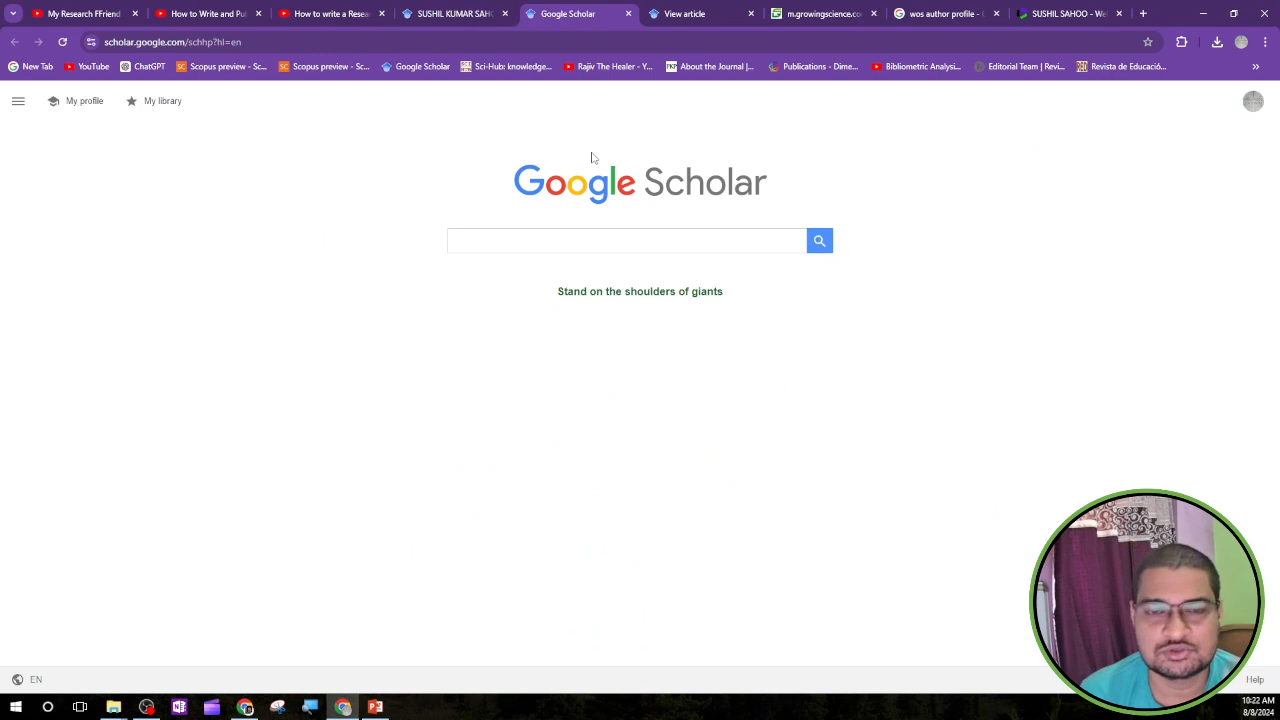 My Research FFriend
How to Write and Pul
How to write a Resea
SUSHIL KUMAR SAHO
Google Scholar
View article
m.growingscience.co
wos author profile - G
SUSHIL SAHOO - Wel
scholar.google.com/schhp?hl=en
New Tab
YouTube
ChatGPT
Scopus preview - Sc...
Scopus preview - Sc...
Google Scholar
Sci-Hub: knowledge...
Rajiv The Healer - Y...
About the Journal |...
Publications - Dime...
Bibliometric Analysi...
Editorial Team | Revi...
Revista de Educació...
My profile
My library
Google Scholar
Stand on the shoulders of giants
EN
Help
10:22 AM
8/8/2024